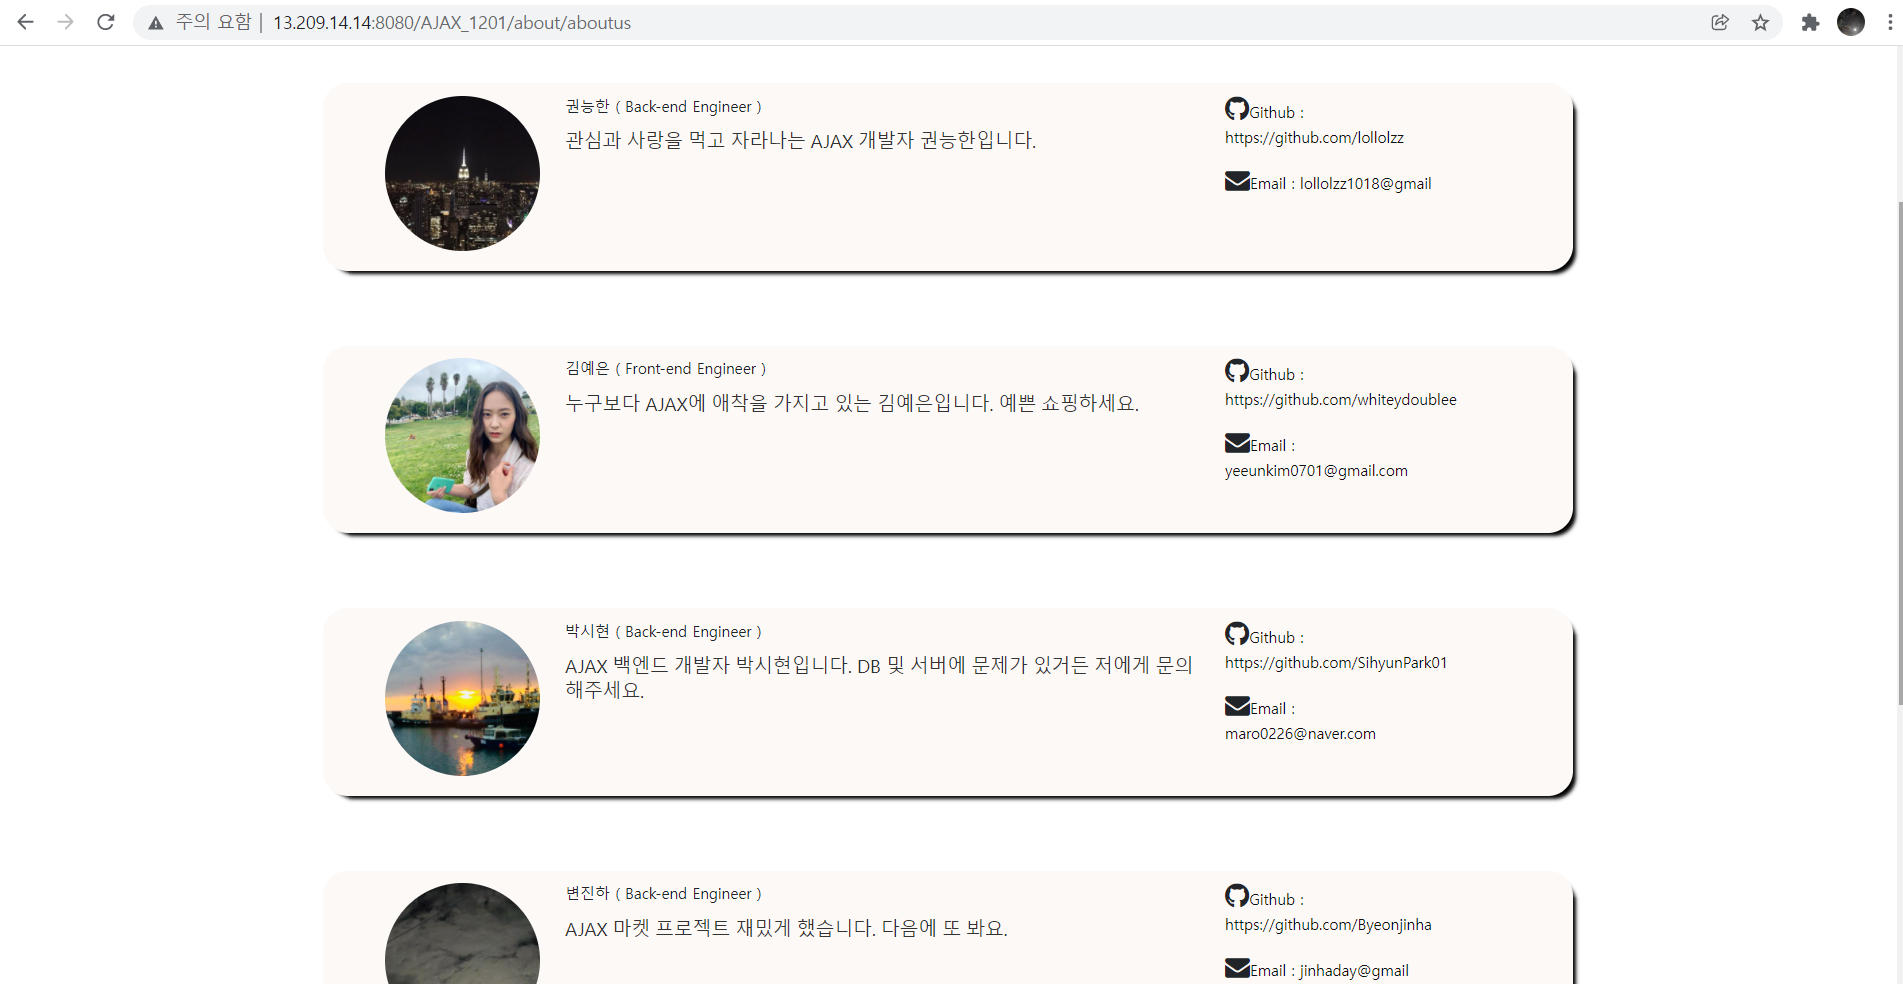 주의 요함 | 13.209.14.14:8080/AJAX_1201/about/aboutus
권능한 ( Back-end Engineer )
관심과 사랑을 먹고 자라나는 AJAX 개발자 권능한입니다.
Github :
https://github.com/lollolzz
Email : lollolzz1018@gmail
김예은 ( Front-end Engineer )
누구보다 AJAX에 애착을 가지고 있는 김예은입니다. 예쁜 쇼핑하세요.
Github :
https://github.com/whiteydoublee
Email :
yeeunkim0701@gmail.com
박시현 ( Back-end Engineer )
AJAX 백엔드 개발자 박시현입니다. DB 및 서버에 문제가 있거든 저에게 문의
해주세요.
Github :
https://github.com/SihyunPark01
Email :
maro0226@naver.com
변진하 ( Back-end Engineer )
AJAX 마켓 프로젝트 재밌게 했습니다. 다음에 또 봐요.
Github :
https://github.com/Byeonjinha
Email : jinhaday@gmail